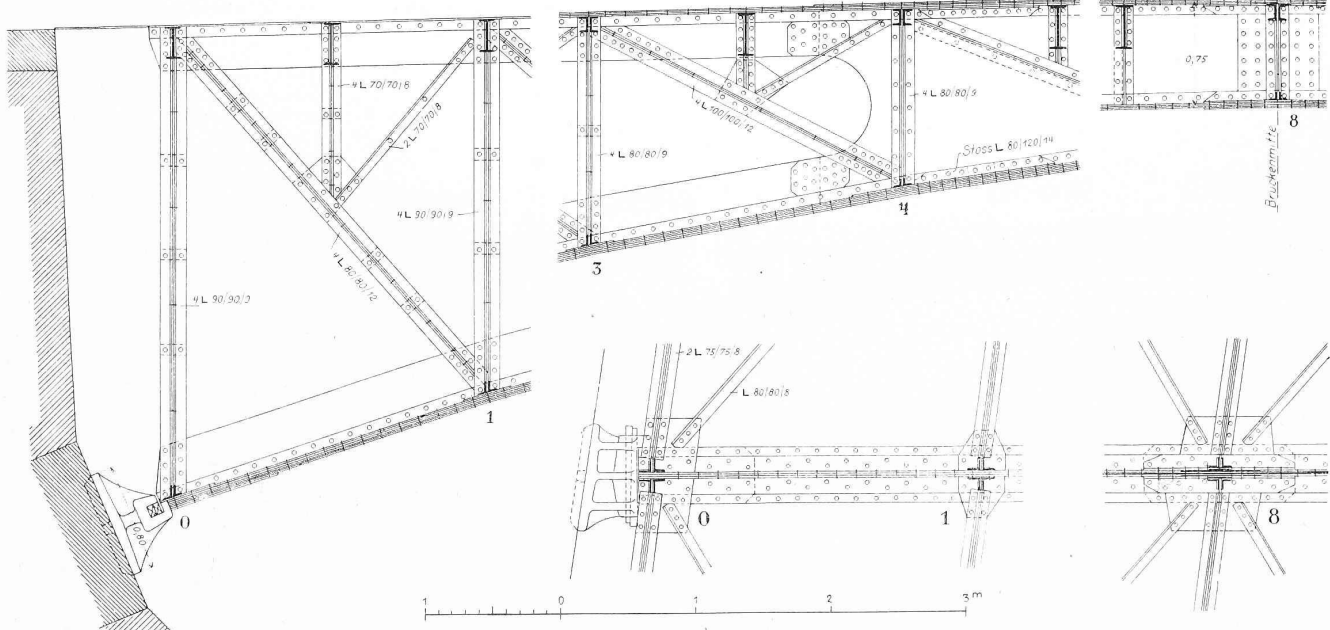 4 L 70/70/8
2 L 70/70/8
4 L 90/90/9
4 L 80/80/12
4 L 90/90/9
0
1
0,80
4 L 100/100/12
4 L 80/80/9
4 L 80/80/9
Stoss L 80/120/14
3
4
0,75
8
Brückenmitte
2 L 75/75/8
L 80/80/8
0
1
8
1 0 1 2 3 m